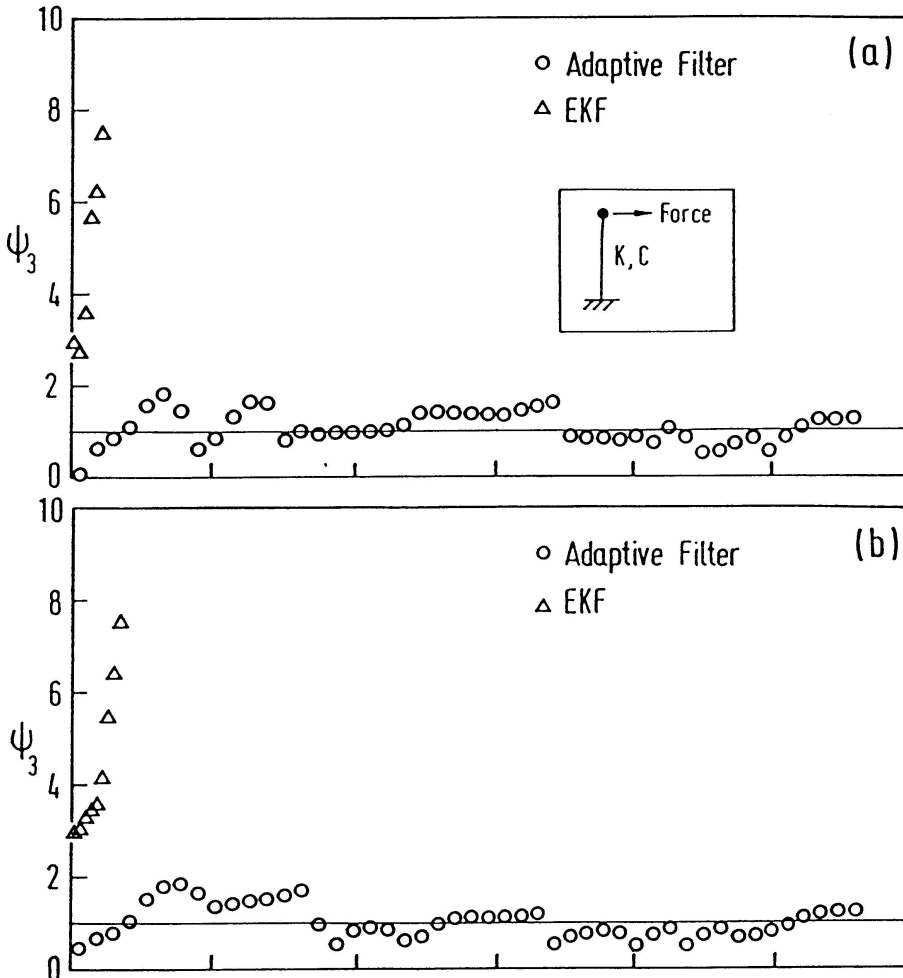 10
(a)
○ Adaptive Filter
8
△ EKF
6
Force
ψ₃
K, C
4
2
0
10
(b)
○ Adaptive Filter
8
△ EKF
6
ψ₃
4
2
0